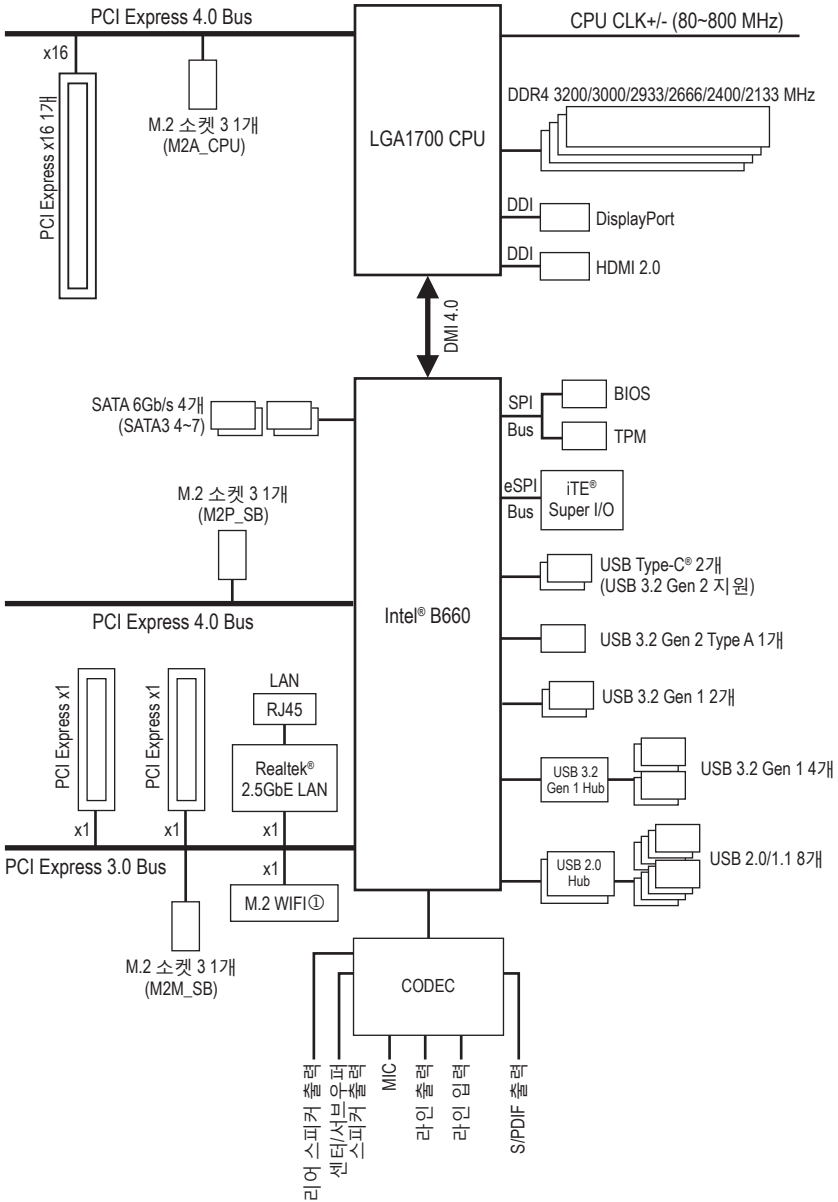 PCI Express 4.0 Bus
CPU CLK+/- (80~800 MHz)
x16
PCI Express x16 1개
M.2 소켓 3 1개
(M2A_CPU)
LGA1700 CPU
DDR4 3200/3000/2933/2666/2400/2133 MHz
DDI
DisplayPort
DDI
HDMI 2.0
DMI 4.0
SATA 6Gb/s 4개
(SATA3 4~7)
SPI
Bus
BIOS
TPM
M.2 소켓 3 1개
(M2P_SB)
eSPI
Bus
iTE®
Super I/O
USB Type-C® 2개
(USB 3.2 Gen 2 지원)
PCI Express 4.0 Bus
Intel® B660
USB 3.2 Gen 2 Type A 1개
USB 3.2 Gen 1 2개
PCI Express x1
PCI Express x1
LAN
RJ45
Realtek®
2.5GbE LAN
USB 3.2
Gen 1 Hub
USB 3.2 Gen 1 4개
x1
x1
x1
PCI Express 3.0 Bus
x1
M.2 WIFI①
USB 2.0
Hub
USB 2.0/1.1 8개
M.2 소켓 3 1개
(M2M_SB)
CODEC
리어 스피커 출력
센터/서브우퍼
스피커 출력
MIC
라인 출력
라인 입력
S/PDIF 출력